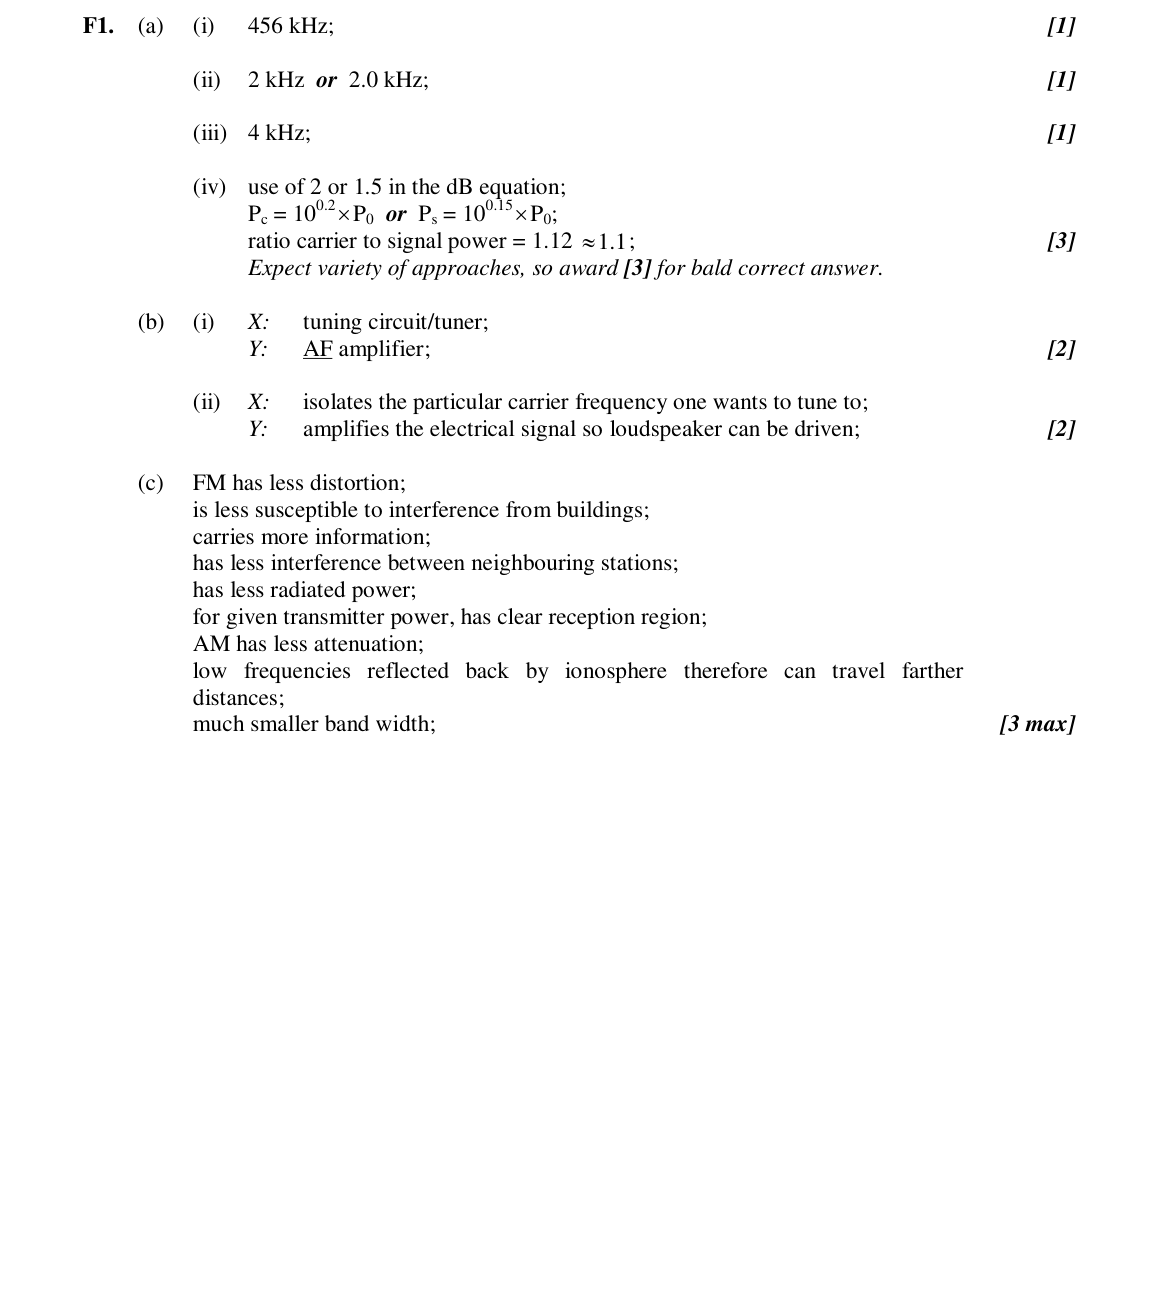 F1. (a) (i) 456 kHz; [1]
(ii) 2 kHz or 2.0 kHz; [1]
(iii) 4 kHz; [1]
(iv) use of 2 or 1.5 in the dB equation;
P_c = 10^0.2 × P_0 or P_s = 10^0.15 × P_0;
ratio carrier to signal power = 1.12 ≈ 1.1; [3]
Expect variety of approaches, so award [3] for bald correct answer.
(b) (i) X: tuning circuit/tuner;
Y: AF amplifier; [2]
(ii) X: isolates the particular carrier frequency one wants to tune to;
Y: amplifies the electrical signal so loudspeaker can be driven; [2]
(c) FM has less distortion;
is less susceptible to interference from buildings;
carries more information;
has less interference between neighbouring stations;
has less radiated power;
for given transmitter power, has clear reception region;
AM has less attenuation;
low frequencies reflected back by ionosphere therefore can travel farther
distances;
much smaller band width; [3 max]